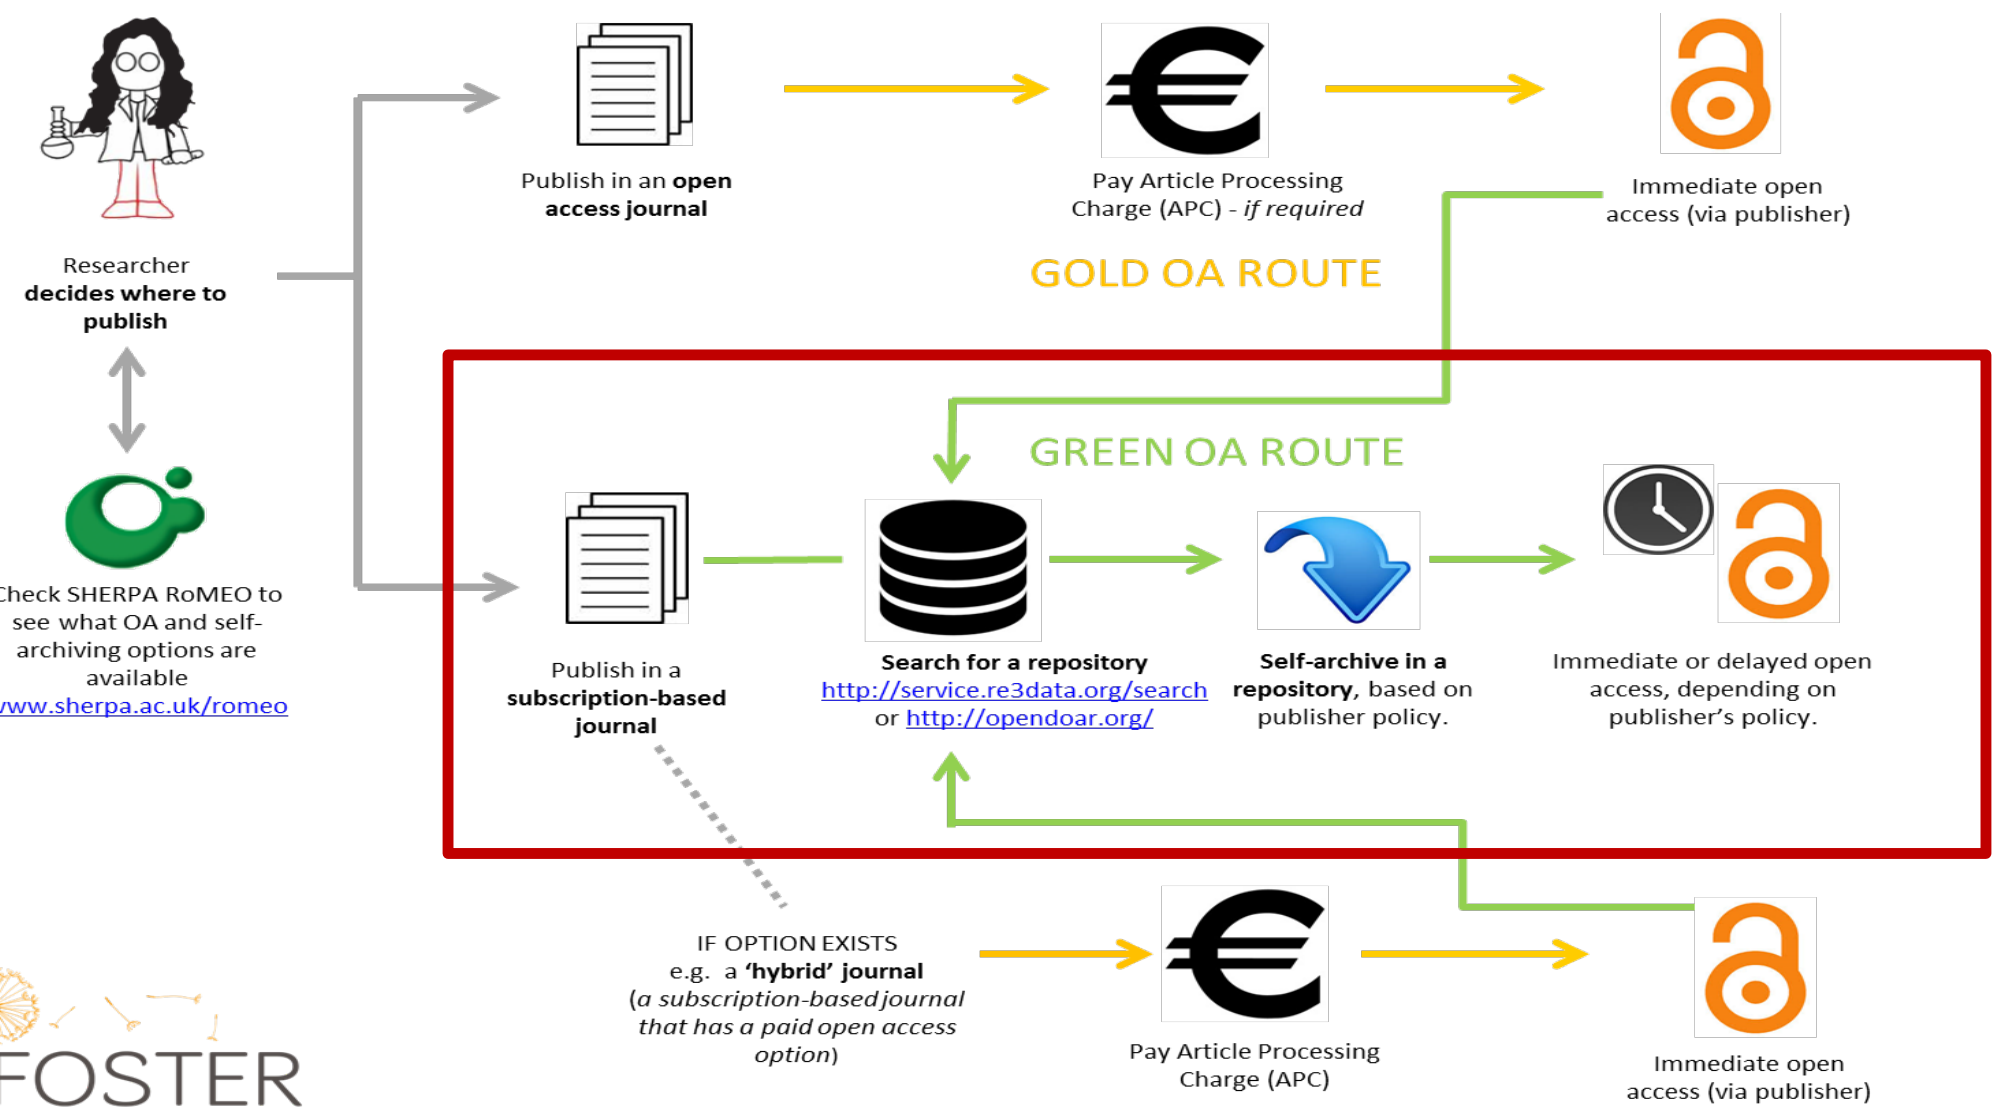 Publish in an open
access journal
Pay Article Processing
Charge (APC) - if required
Immediate open
access (via publisher)
GOLD OA ROUTE
Researcher
decides where to
publish
Check SHERPA RoMEO to
see what OA and self-
archiving options are
available
www.sherpa.ac.uk/romeo
GREEN OA ROUTE
Publish in a
subscription-based
journal
Search for a repository
http://service.re3data.org/search
or http://opendoar.org/
Self-archive in a
repository, based on
publisher policy.
Immediate or delayed open
access, depending on
publisher’s policy.
IF OPTION EXISTS
e.g. a ‘hybrid’ journal
(a subscription-based journal
that has a paid open access
option)
Pay Article Processing
Charge (APC)
Immediate open
access (via publisher)
FOSTER